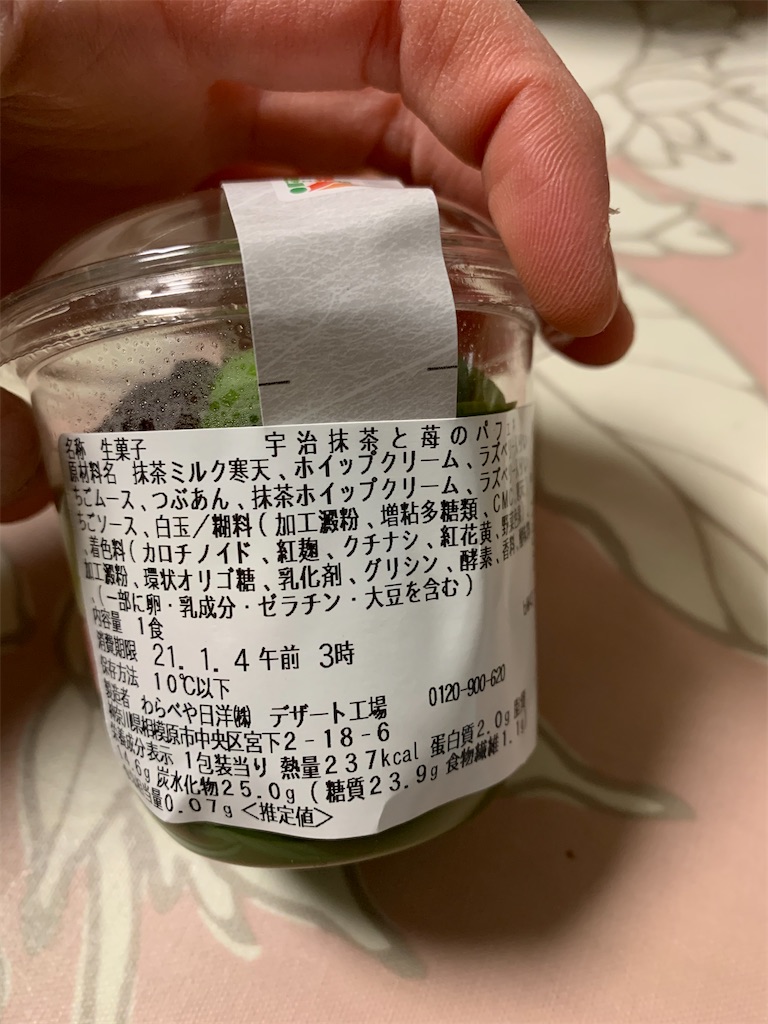 名称 生菓子 宇治抹茶と苺のパフェ
原材料名 抹茶ミルク寒天、ホイップクリーム、
ちごムース、つぶあん、抹茶ホイップクリーム、
ちごソース、白玉/糊料(加工澱粉、増粘多糖類、
、着色料(カロチノイド、紅麹、クチナシ、紅花黄、
加工澱粉、環状オリゴ糖、乳化剤、グリシン、酵素、香料、
、(一部に卵・乳成分・ゼラチン・大豆を含む)
内容量 1食
消費期限 21.1.4午前 3時
保存方法 10℃以下
製造者 わらべや日洋㈱ デザート工場 0120-900-620
神奈川県相模原市中央区宮下2-18-6
栄養成分表示 1包装当り 熱量237kcal 蛋白質2.0g
炭水化物25.0g(糖質23.9g 食物繊維1.1g
当量0.07g <推定値>